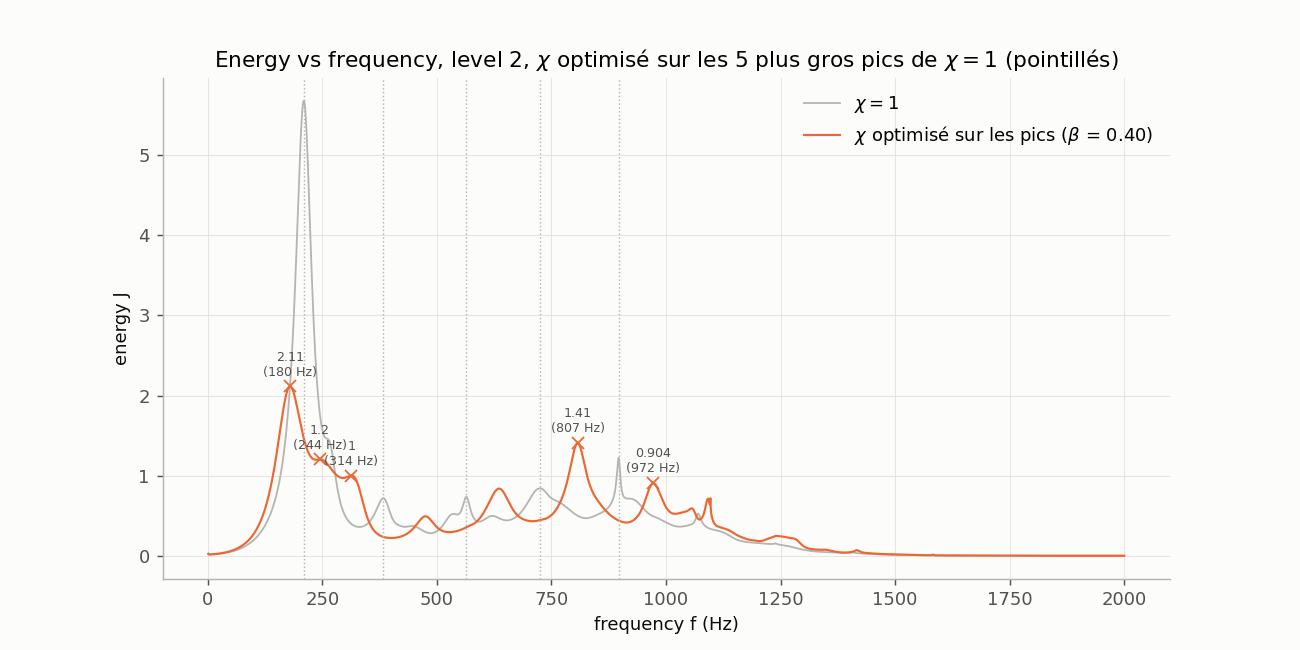 Energy vs frequency, level 2, χ optimisé sur les 5 plus gros pics de χ = 1 (pointillés)
χ = 1
χ optimisé sur les pics (β = 0.40)
energy J
5
4
3
2
1
0
2.11
(180 Hz)
1.2
(244 Hz)
1
(314 Hz)
1.41
(807 Hz)
0.904
(972 Hz)
0 250 500 750 1000 1250 1500 1750 2000
frequency f (Hz)